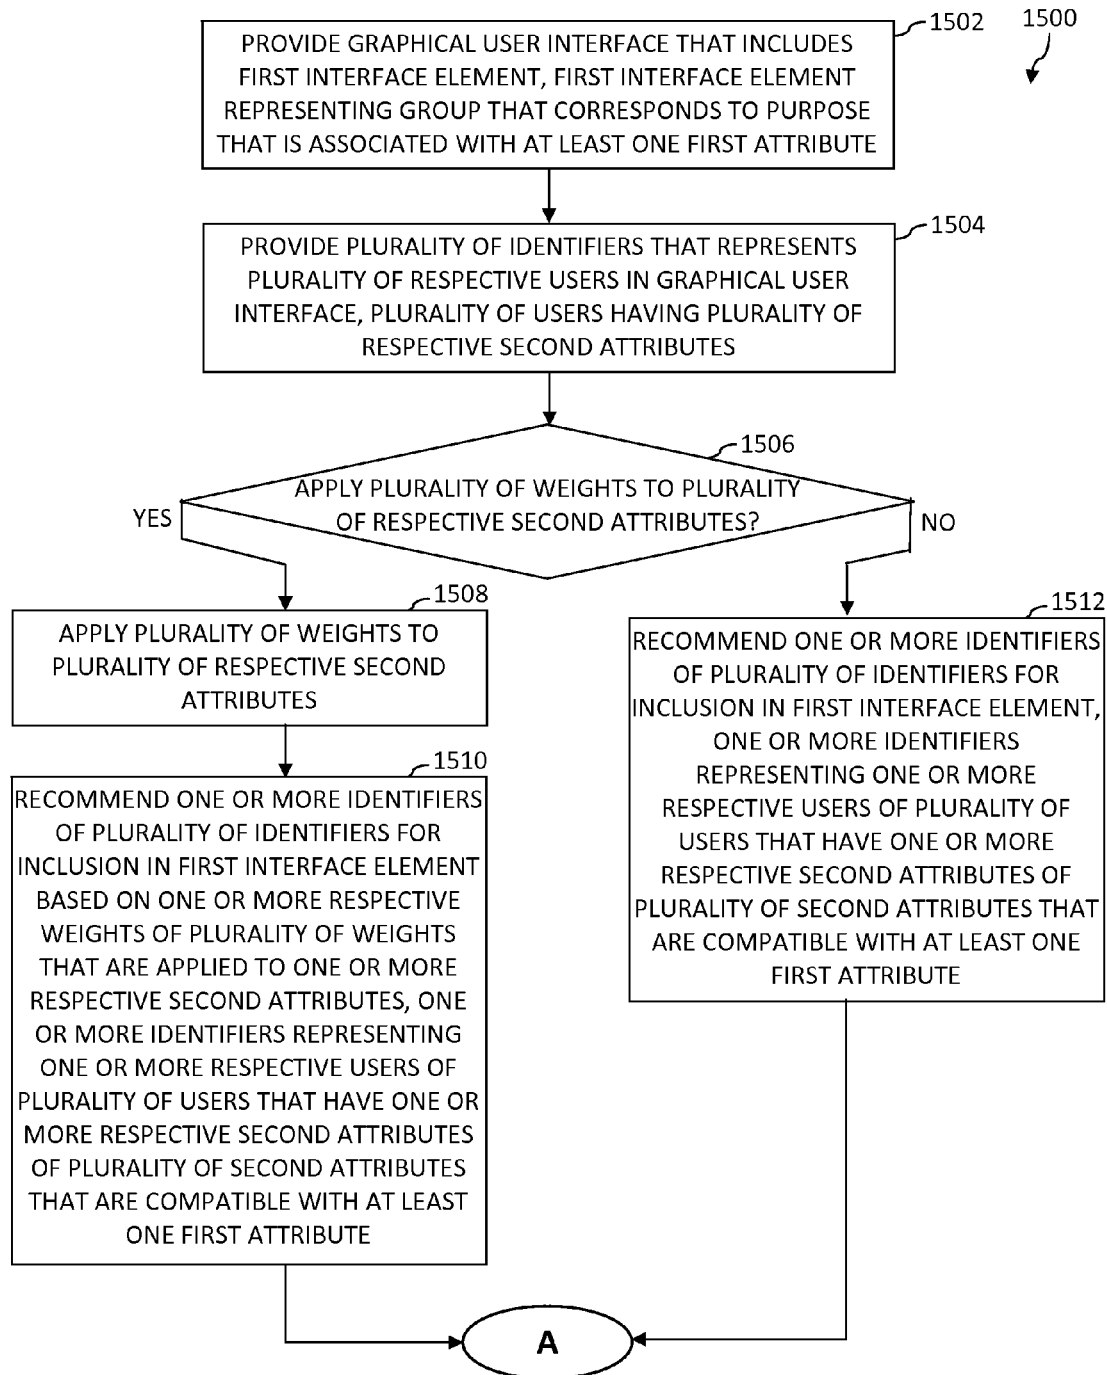 1502
1500
PROVIDE GRAPHICAL USER INTERFACE THAT INCLUDES
FIRST INTERFACE ELEMENT, FIRST INTERFACE ELEMENT
REPRESENTING GROUP THAT CORRESPONDS TO PURPOSE
THAT IS ASSOCIATED WITH AT LEAST ONE FIRST ATTRIBUTE
1504
PROVIDE PLURALITY OF IDENTIFIERS THAT REPRESENTS
PLURALITY OF RESPECTIVE USERS IN GRAPHICAL USER
INTERFACE, PLURALITY OF USERS HAVING PLURALITY OF
RESPECTIVE SECOND ATTRIBUTES
1506
APPLY PLURALITY OF WEIGHTS TO PLURALITY
OF RESPECTIVE SECOND ATTRIBUTES?
YES
NO
1508
APPLY PLURALITY OF WEIGHTS TO
PLURALITY OF RESPECTIVE SECOND
ATTRIBUTES
1510
RECOMMEND ONE OR MORE IDENTIFIERS
OF PLURALITY OF IDENTIFIERS FOR
INCLUSION IN FIRST INTERFACE ELEMENT
BASED ON ONE OR MORE RESPECTIVE
WEIGHTS OF PLURALITY OF WEIGHTS
THAT ARE APPLIED TO ONE OR MORE
RESPECTIVE SECOND ATTRIBUTES, ONE
OR MORE IDENTIFIERS REPRESENTING
ONE OR MORE RESPECTIVE USERS OF
PLURALITY OF USERS THAT HAVE ONE OR
MORE RESPECTIVE SECOND ATTRIBUTES
OF PLURALITY OF SECOND ATTRIBUTES
THAT ARE COMPATIBLE WITH AT LEAST
ONE FIRST ATTRIBUTE
1512
RECOMMEND ONE OR MORE IDENTIFIERS
OF PLURALITY OF IDENTIFIERS FOR
INCLUSION IN FIRST INTERFACE ELEMENT,
ONE OR MORE IDENTIFIERS
REPRESENTING ONE OR MORE
RESPECTIVE USERS OF PLURALITY OF
USERS THAT HAVE ONE OR MORE
RESPECTIVE SECOND ATTRIBUTES OF
PLURALITY OF SECOND ATTRIBUTES THAT
ARE COMPATIBLE WITH AT LEAST ONE
FIRST ATTRIBUTE
A